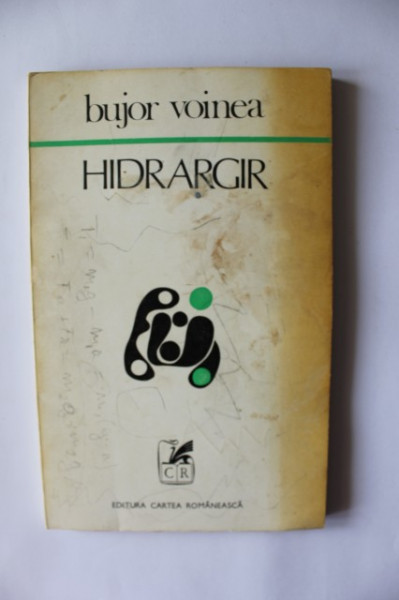 bujor voinea
HIDRARGIR
CR
EDITURA CARTEA ROMÂNEASCĂ